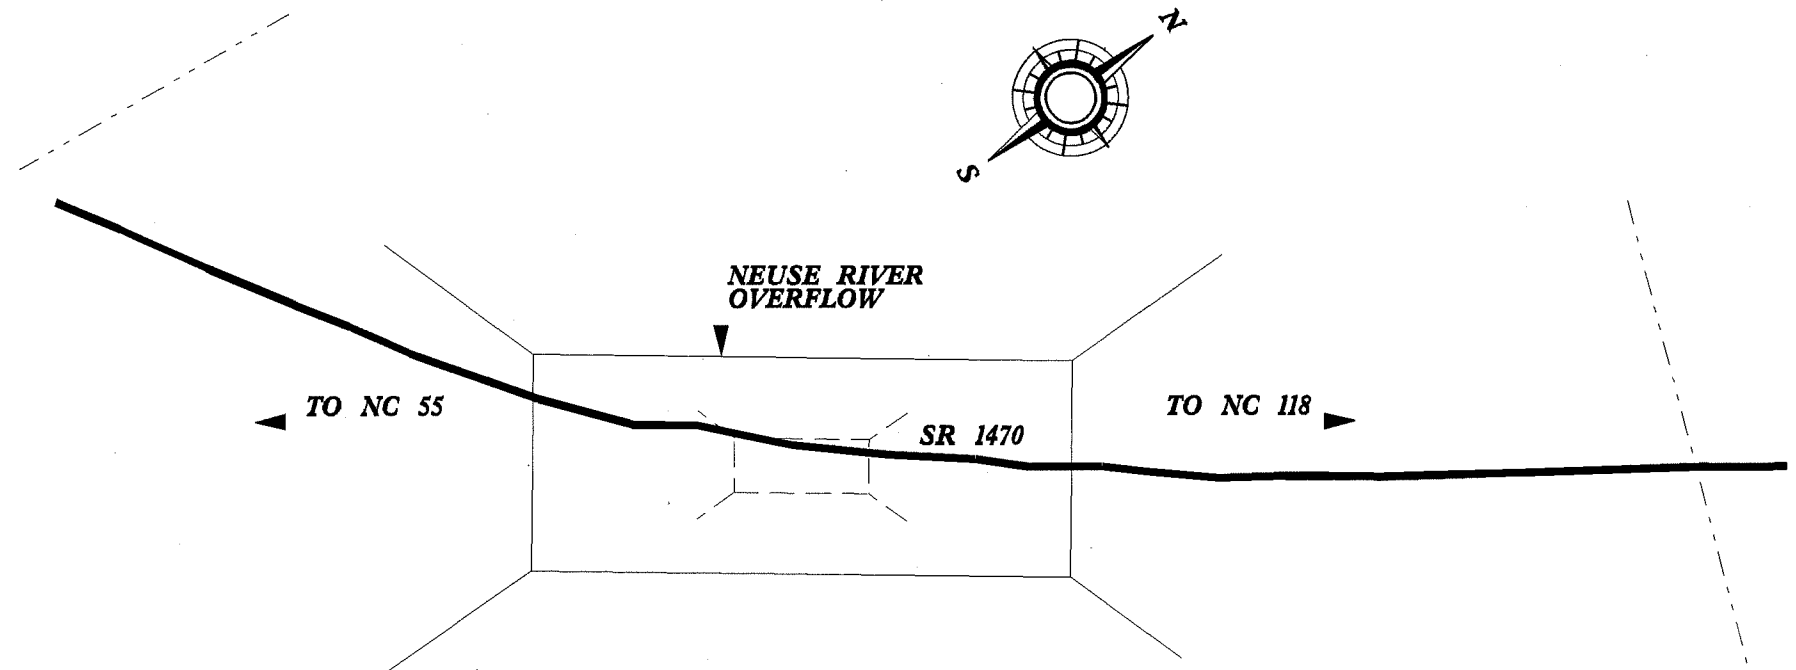 N
S
NEUSE RIVER
OVERFLOW
TO NC 55
TO NC 118
SR 1470